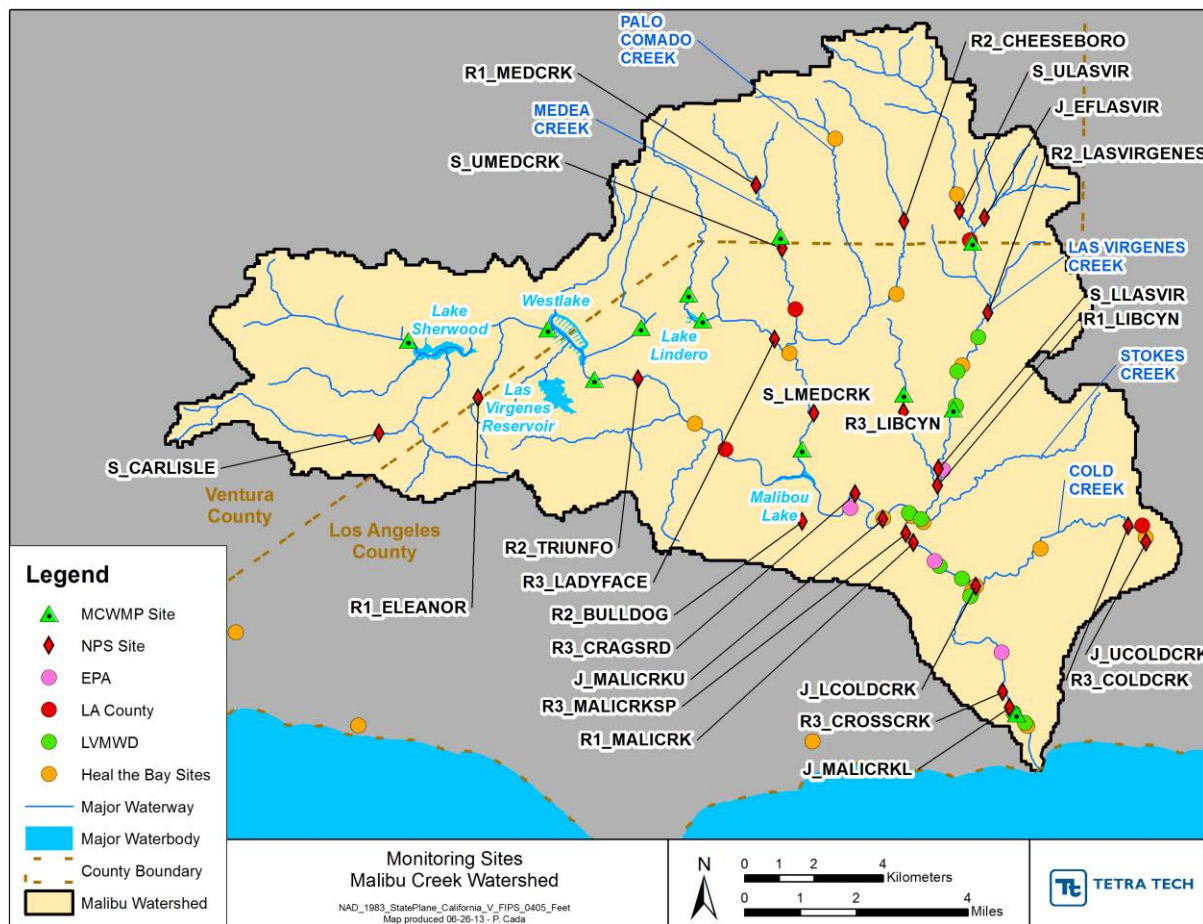 PALO
COMADO
CREEK
R2_CHEESEBORO
R1_MEDCRK
S_ULASVIR
MEDEA
CREEK
J_EFLASVIR
S_UMEDCRK
R2_LASVIRGENES
LAS VIRGENES
CREEK
S_LLASVIR
R1_LIBCYN
STOKES
CREEK
Lake
Sherwood
Westlake
Lake
Lindero
Las
Virgenes
Reservoir
S_LMEDCRK
R3_LIBCYN
S_CARLISLE
COLD
CREEK
Ventura
County
Los Angeles
County
Malibou
Lake
R2_TRIUNFO
R3_LADYFACE
R1_ELEANOR
R2_BULLDOG
R3_CRAGSRD
J_MALICRKU
R3_MALICRKSP
R1_MALICRK
J_UCOLDCRK
R3_COLDCRK
J_LCOLDCRK
R3_CROSSCRK
J_MALICRKL
Legend
MCWMP Site
NPS Site
EPA
LA County
LVMWD
Heal the Bay Sites
Major Waterway
Major Waterbody
County Boundary
Malibu Watershed
Monitoring Sites
Malibu Creek Watershed
NAD_1983_StatePlane_California_V_FIPS_0405_Feet
Map produced 06-26-13 - P. Cada
N
0 1 2 4
Kilometers
0 1 2 4
Miles
Tt TETRA TECH